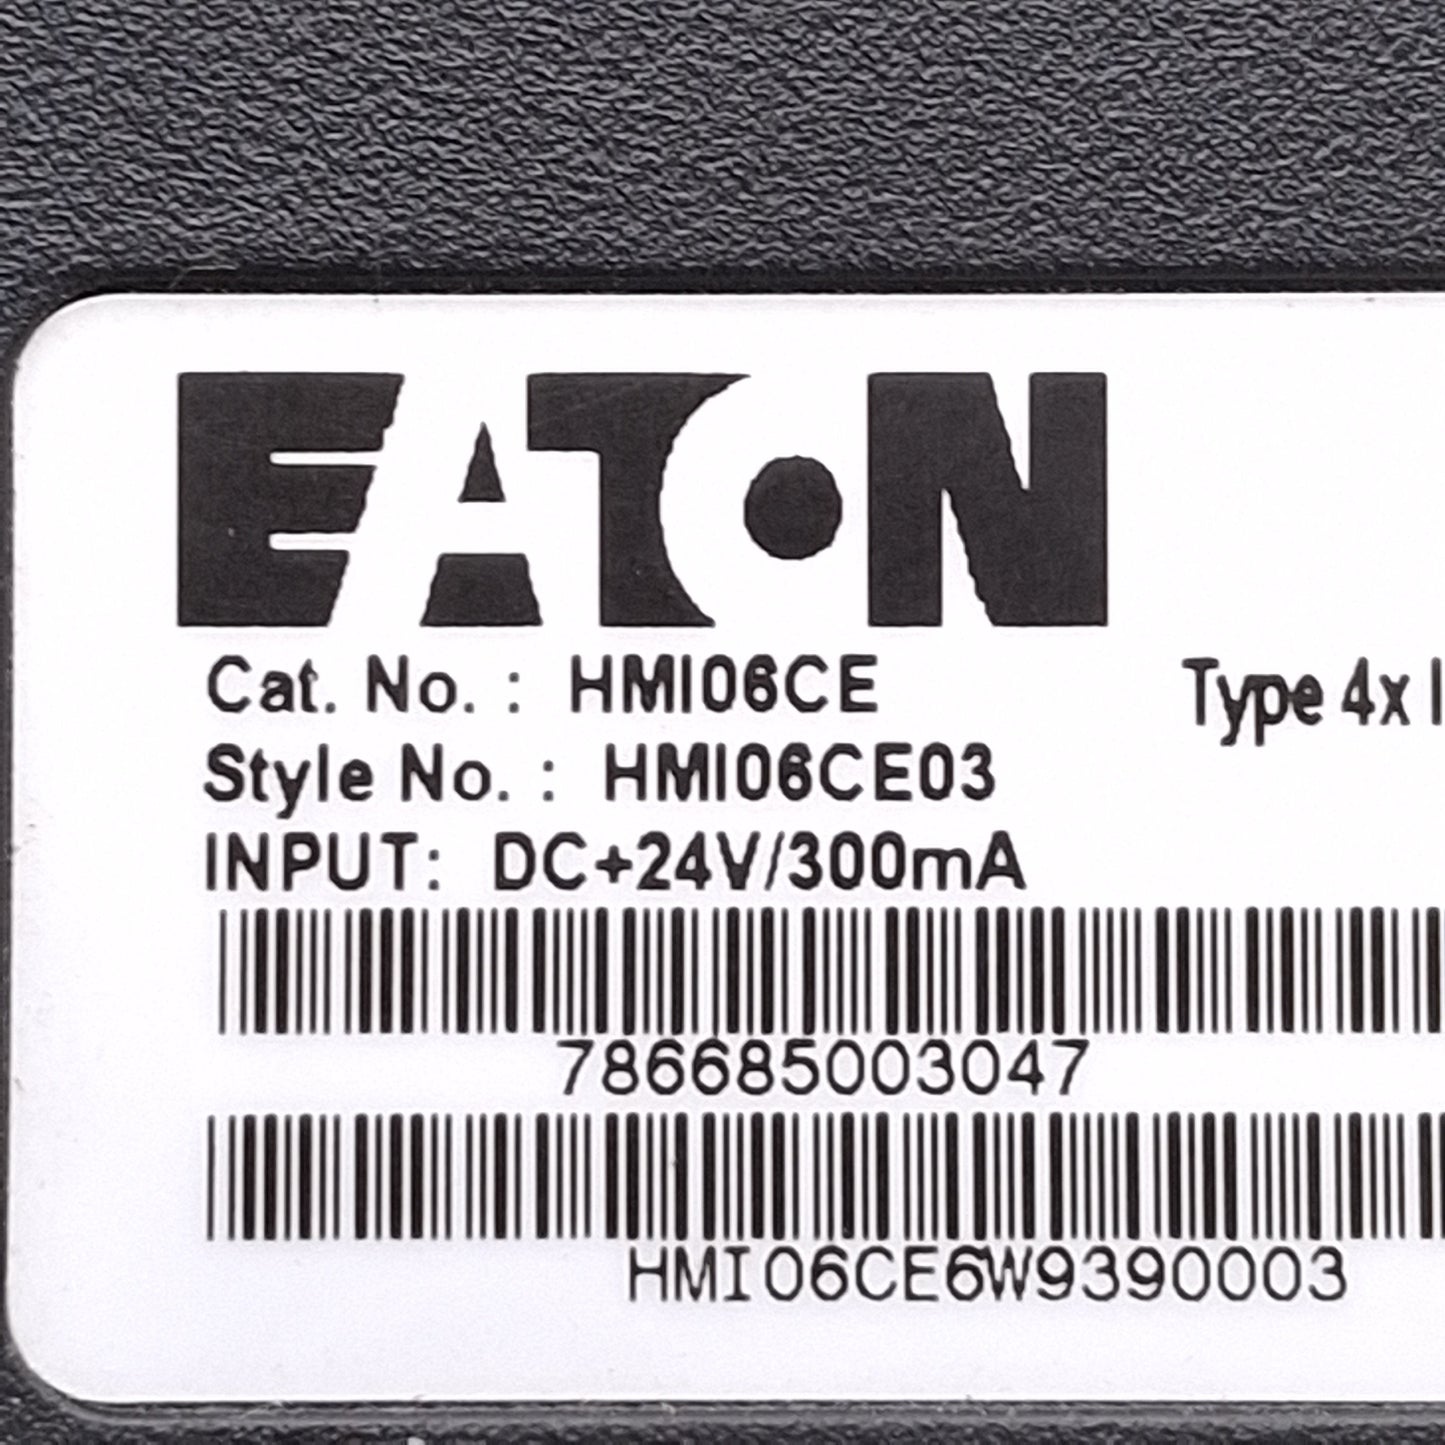 EATON
Cat. No. : HMI06CE
Type 4x
Style No. : HMI06CE03
INPUT: DC+24V/300mA
786685003047
HMI06CE6W9390003